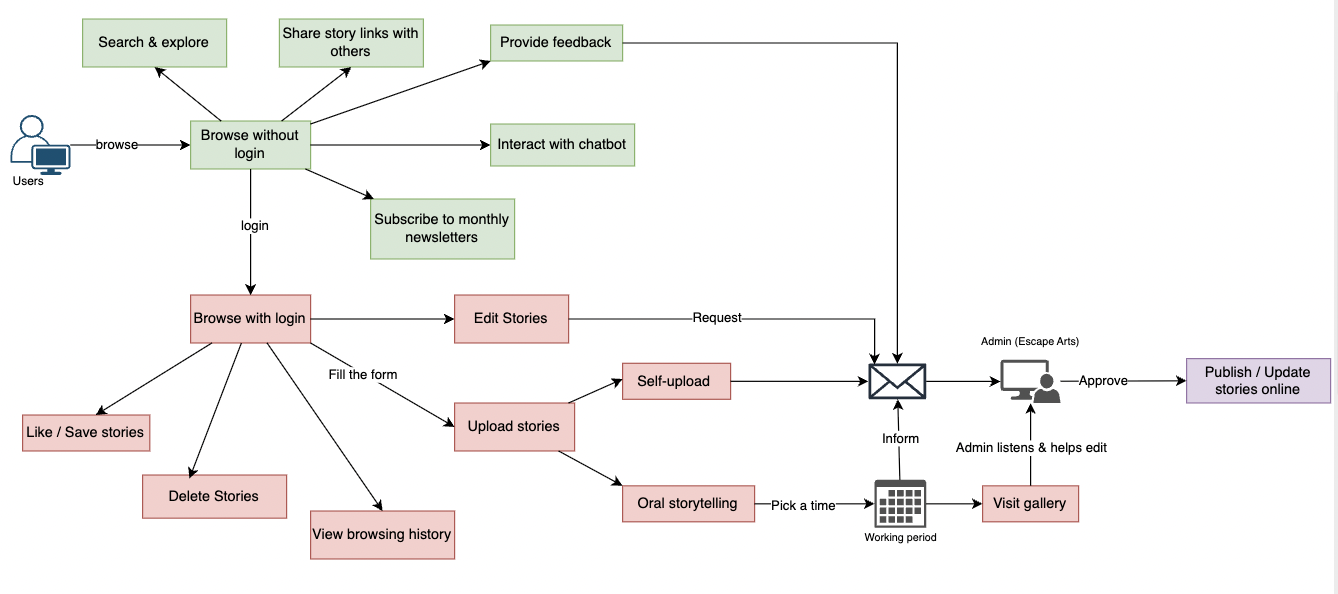 Search & explore
Share story links with
others
Provide feedback
Browse without
login
browse
Interact with chatbot
Users
Subscribe to monthly
newsletters
login
Browse with login
Edit Stories
Request
Admin (Escape Arts)
Fill the form
Self-upload
Approve
Publish / Update
stories online
Like / Save stories
Upload stories
Inform
Admin listens & helps edit
Delete Stories
Oral storytelling
Pick a time
Visit gallery
View browsing history
Working period